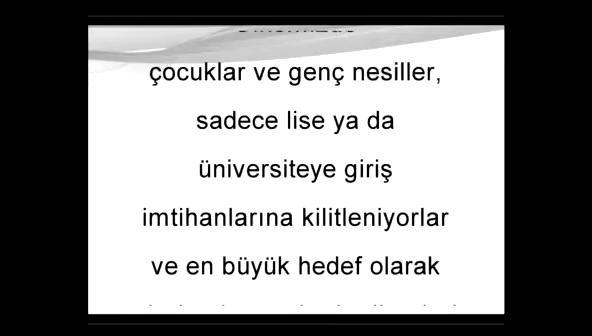 çocuklar ve genç nesiller,
sadece lise ya da
üniversiteye giriş
imtihanlarına kilitleniyorlar
ve en büyük hedef olarak